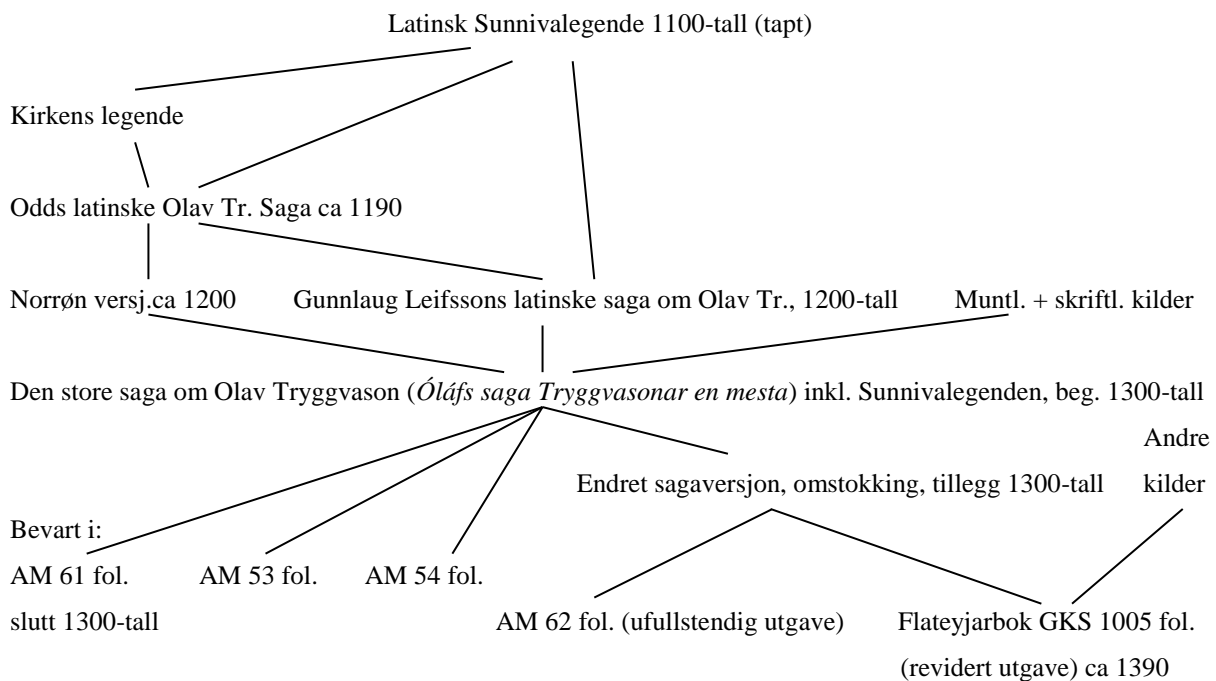 Latinsk Sunnivalegende 1100-tall (tapt)
Kirkens legende
Odds latinske Olav Tr. Saga ca 1190
Norrøn versj.ca 1200 Gunnlaug Leifssons latinske saga om Olav Tr., 1200-tall Muntl. + skriftl. kilder
Den store saga om Olav Tryggvason (Óláfs saga Tryggvasonar en mesta) inkl. Sunnivalegenden, beg. 1300-tall
Andre
Endret sagaversjon, omstokking, tillegg 1300-tall kilder
Bevart i:
AM 61 fol. AM 53 fol. AM 54 fol.
slutt 1300-tall AM 62 fol. (ufullstendig utgave) Flateyjarbok GKS 1005 fol.
(revidert utgave) ca 1390